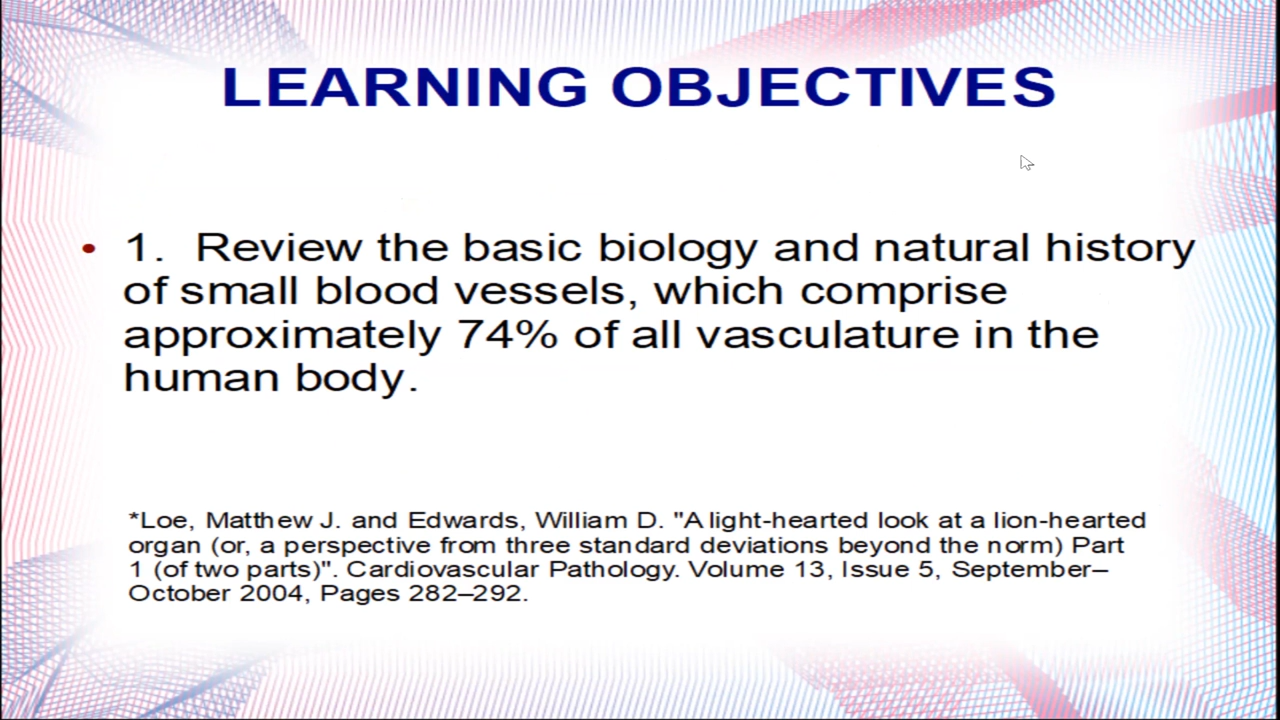 LEARNING OBJECTIVES
• 1.  Review the basic biology and natural history
of small blood vessels, which comprise
approximately 74% of all vasculature in the
human body.
*Loe, Matthew J. and Edwards, William D. "A light-hearted look at a lion-hearted
organ (or, a perspective from three standard deviations beyond the norm) Part
1 (of two parts)". Cardiovascular Pathology. Volume 13, Issue 5, September–
October 2004, Pages 282–292.